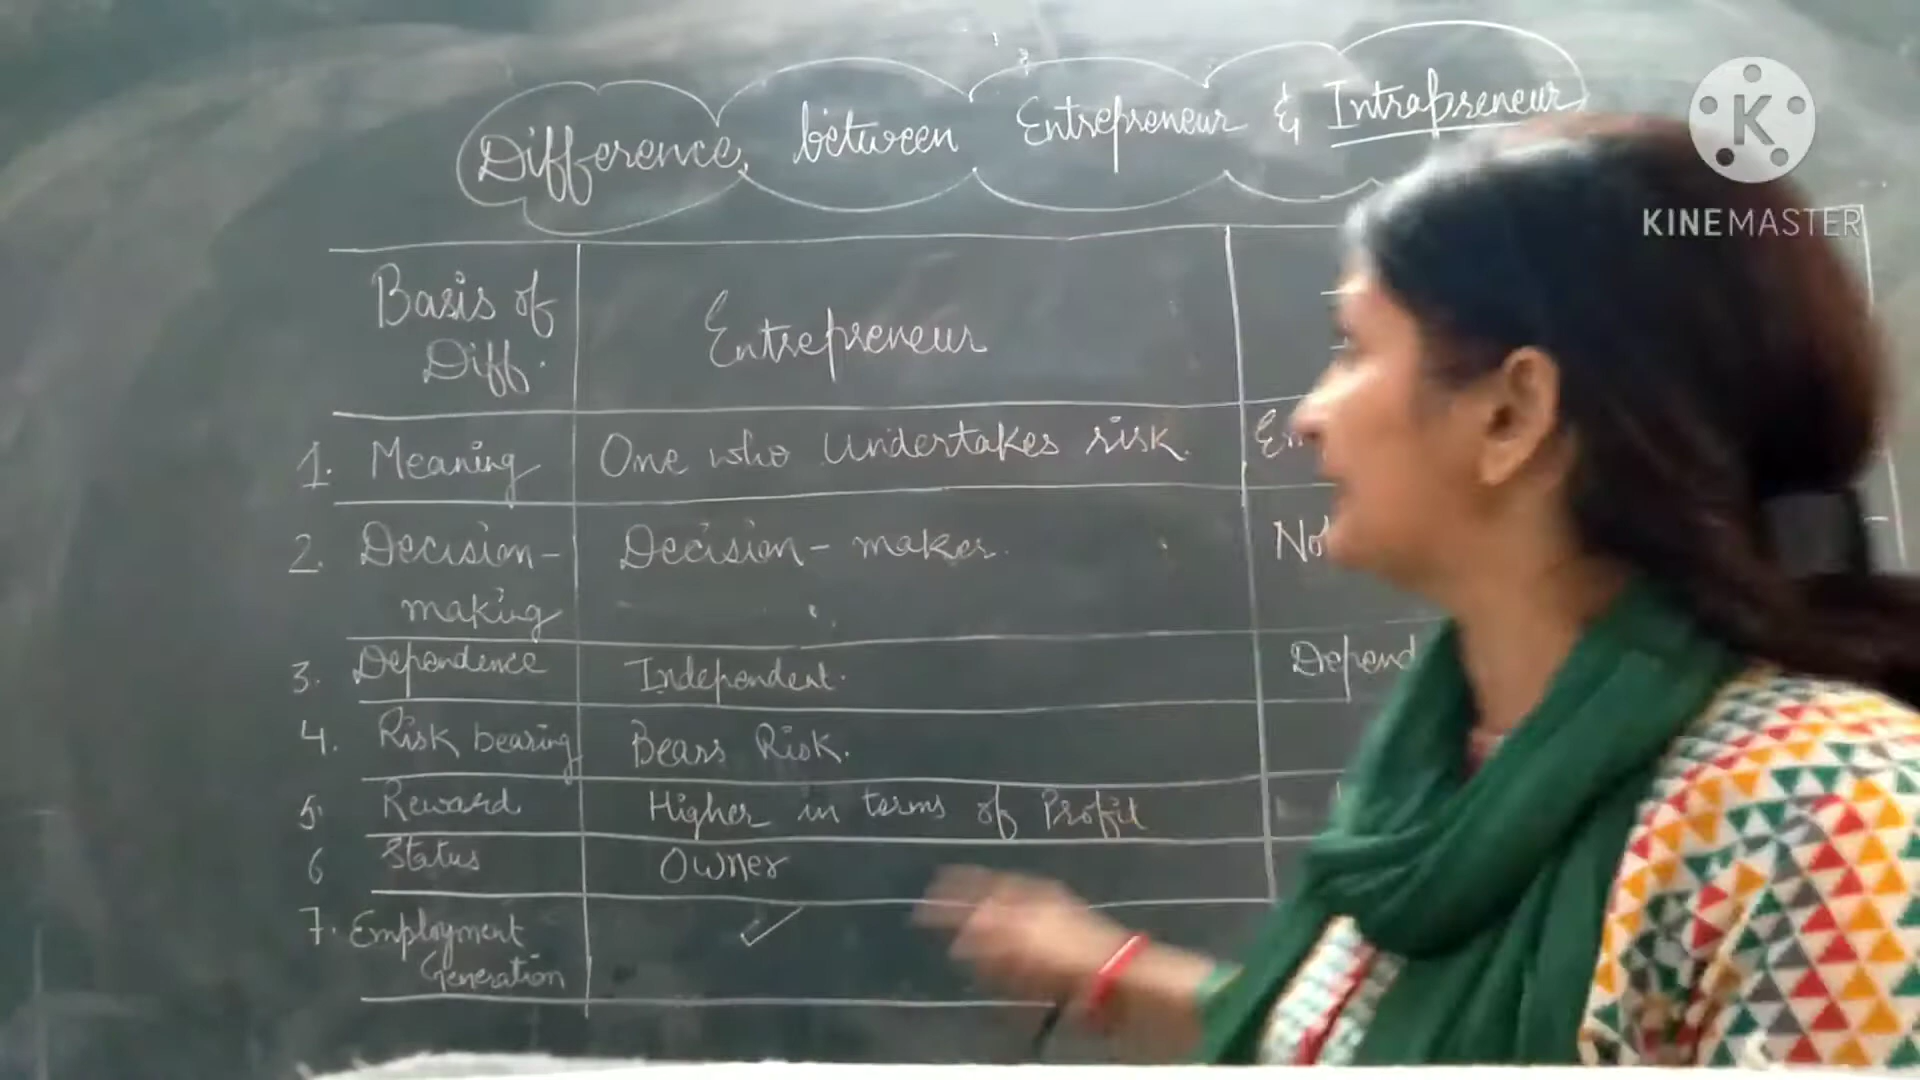 Difference between Entrepreneur & Intrapreneur
KINEMASTER
Basis of Diff. Entrepreneur
1. Meaning One who undertakes risk.
2. Decision-making Decision-maker.
3. Dependence Independent.
4. Risk bearing Bears Risk.
5. Reward Higher in terms of Profit
6 Status Owner
7. Employment Generation ✓